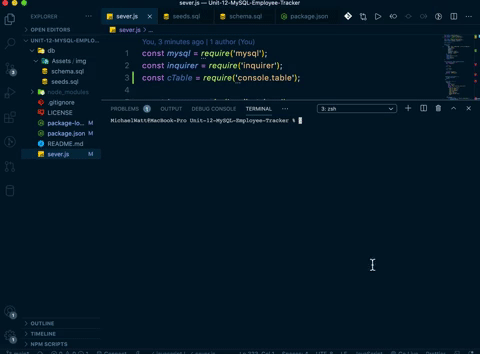 sever.js — Unit-12-MySQL-Employee-Tracker
EXPLORER
sever.js
seeds.sql
schema.sql
package.json
OPEN EDITORS
sever.js > ...
UNIT-12-MYSQL-EMPLO...
You, 3 minutes ago | 1 author (You)
db
1 const mysql = require('mysql');
Assets / img
2 const inquirer = require('inquirer');
schema.sql
3 const cTable = require('console.table');
seeds.sql
4
node_modules
.gitignore
PROBLEMS 1 OUTPUT DEBUG CONSOLE TERMINAL ... 3: zsh
LICENSE
MichaelWatt@MacBook-Pro Unit-12-MySQL-Employee-Tracker %
package-lo... M
package.json M
README.md
sever.js M
OUTLINE
TIMELINE
NPM SCRIPTS